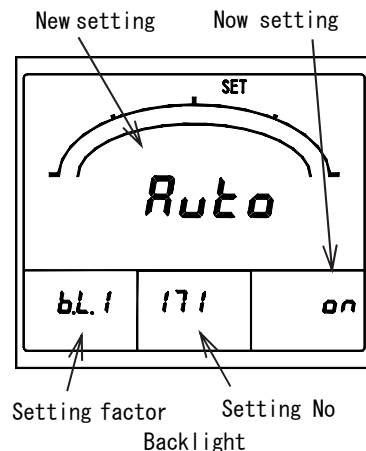 New setting Now setting
SET
Auto
b.L.1 171 on
Setting factor Setting No
Backlight